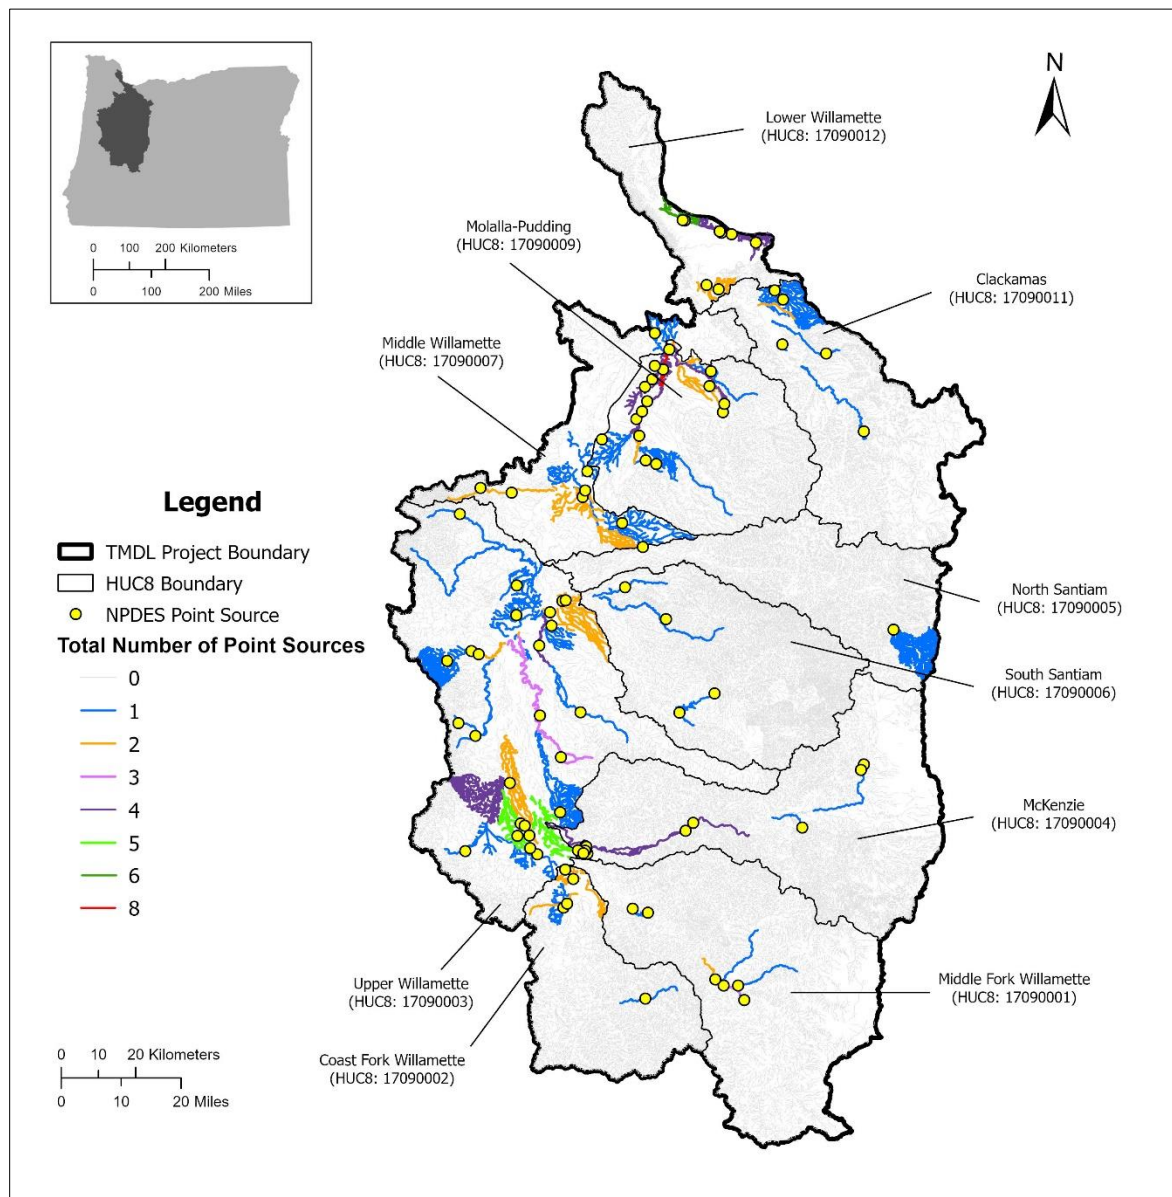 N
Lower Willamette
(HUC8: 17090012)
Molalla-Pudding
(HUC8: 17090009)
0 100 200 Kilometers
0 100 200 Miles
Clackamas
(HUC8: 17090011)
Middle Willamette
(HUC8: 17090007)
Legend
TMDL Project Boundary
HUC8 Boundary
NPDES Point Source
Total Number of Point Sources
0
1
2
3
4
5
6
8
North Santiam
(HUC8: 17090005)
South Santiam
(HUC8: 17090006)
McKenzie
(HUC8: 17090004)
Upper Willamette
(HUC8: 17090003)
Middle Fork Willamette
(HUC8: 17090001)
Coast Fork Willamette
(HUC8: 17090002)
0 10 20 Kilometers
0 10 20 Miles